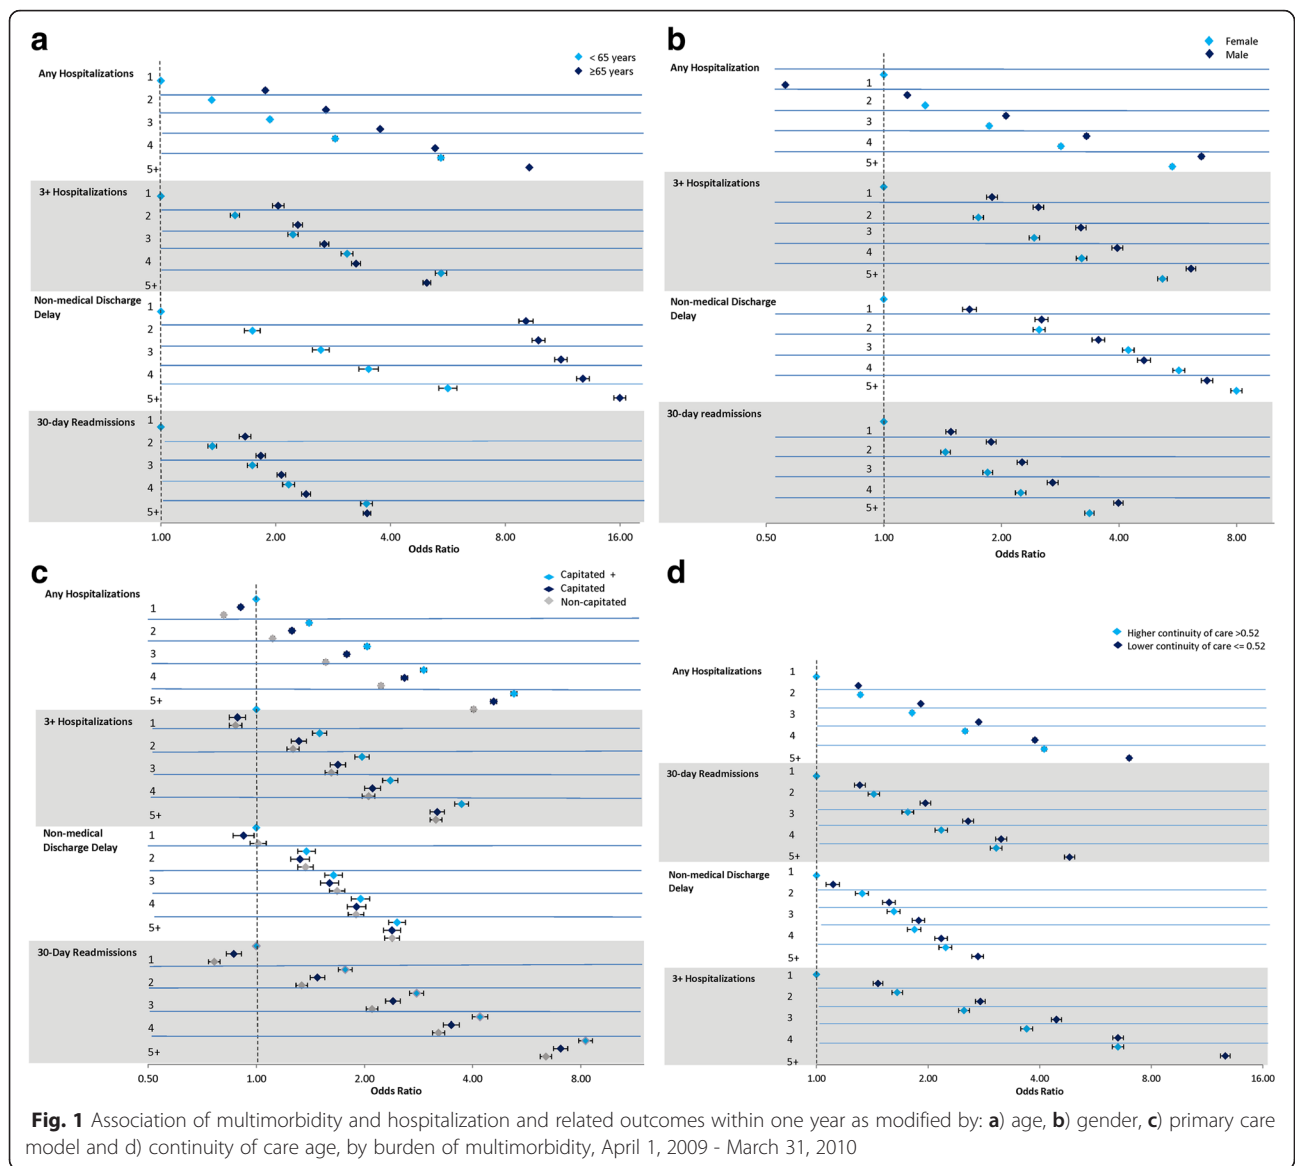 a
< 65 years
≥65 years
Any Hospitalizations
1
2
3
4
5+
3+ Hospitalizations
1
2
3
4
5+
Non-medical Discharge
Delay
1
2
3
4
5+
30-day Readmissions
1
2
3
4
5+
1.00 2.00 4.00 8.00 16.00
Odds Ratio
b
Female
Male
Any Hospitalization
1
2
3
4
5+
3+ Hospitalizations
1
2
3
4
5+
Non-medical Discharge
Delay
1
2
3
4
5+
30-day readmissions
1
2
3
4
5+
0.50 1.00 2.00 4.00 8.00
Odds Ratio
c
Capitated +
Capitated
Non-capitated
Any Hospitalizations
1
2
3
4
5+
3+ Hospitalizations
1
2
3
4
5+
Non-medical
Discharge Delay
1
2
3
4
5+
30-Day Readmissions
1
2
3
4
5+
0.50 1.00 2.00 4.00 8.00
Odds Ratio
d
Higher continuity of care >0.52
Lower continuity of care <= 0.52
Any Hospitalizations
1
2
3
4
5+
30-day Readmissions
1
2
3
4
5+
Non-medical Discharge
Delay
1
2
3
4
5+
3+ Hospitalizations
1
2
3
4
5+
1.00 2.00 4.00 8.00 16.00
Odds Ratio
Fig. 1 Association of multimorbidity and hospitalization and related outcomes within one year as modified by: a) age, b) gender, c) primary care
model and d) continuity of care age, by burden of multimorbidity, April 1, 2009 - March 31, 2010